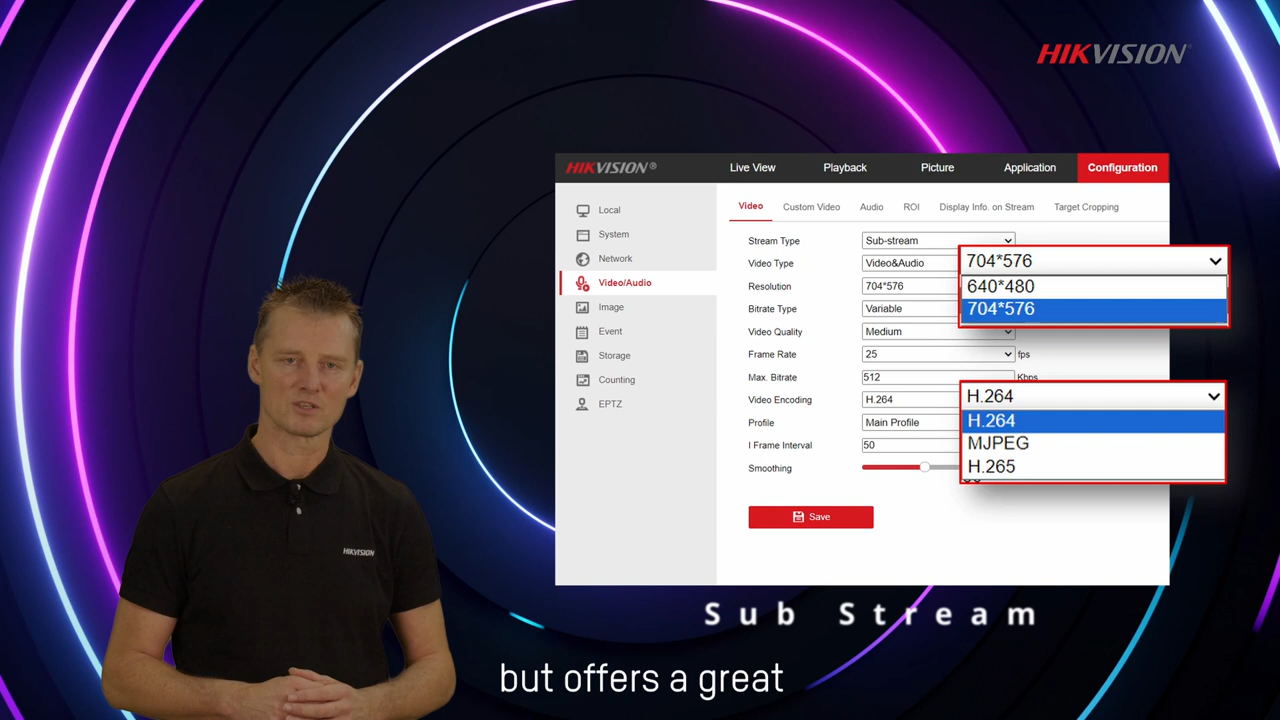 HIKVISION
HIKVISION®
Live View
Playback
Picture
Application
Configuration
Local
System
Network
Video/Audio
Image
Event
Storage
Counting
EPTZ
Video
Custom Video
Audio
ROI
Display Info. on Stream
Target Cropping
Stream Type Sub-stream
Video Type Video&Audio
Resolution 704*576
Bitrate Type Variable
Video Quality Medium
Frame Rate 25 fps
Max. Bitrate 512 Kbps
Video Encoding H.264
Profile Main Profile
I Frame Interval 50
Smoothing
Save
704*576
640*480
704*576
H.264
H.264
MJPEG
H.265
HIKVISION
Sub Stream
but offers a great